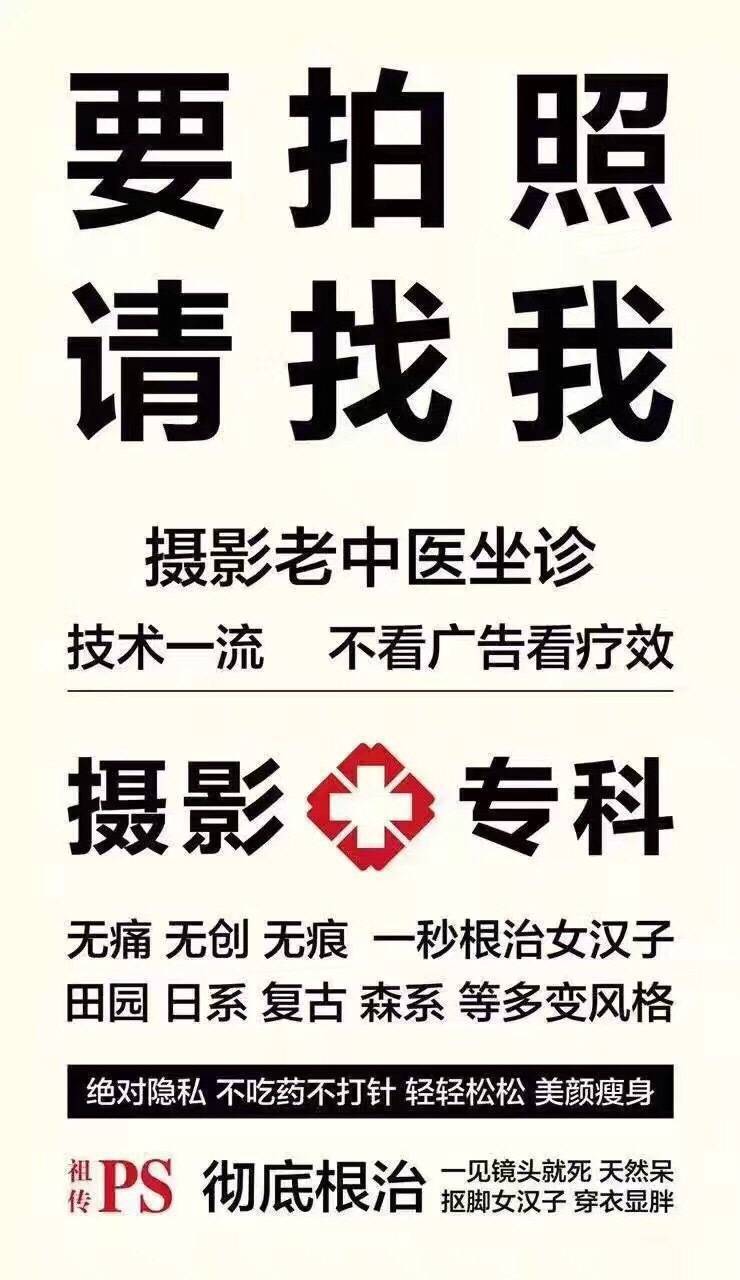 要拍照
请找我
摄影老中医坐诊
技术一流 不看广告看疗效
摄影 专科
无痛 无创 无痕 一秒根治女汉子
田园 日系 复古 森系 等多变风格
绝对隐私 不吃药不打针 轻轻松松 美颜瘦身
祖传PS 彻底根治
一见镜头就死 天然呆
抠脚女汉子 穿衣显胖